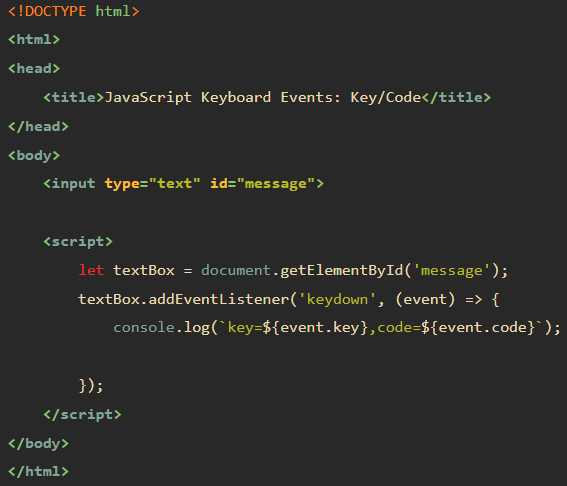 <!DOCTYPE html>
<html>
<head>
    <title>JavaScript Keyboard Events: Key/Code</title>
</head>
<body>
    <input type="text" id="message">
    <script>
        let textBox = document.getElementById('message');
        textBox.addEventListener('keydown', (event) => {
            console.log(`key=${event.key},code=${event.code}`);
        });
    </script>
</body>
</html>